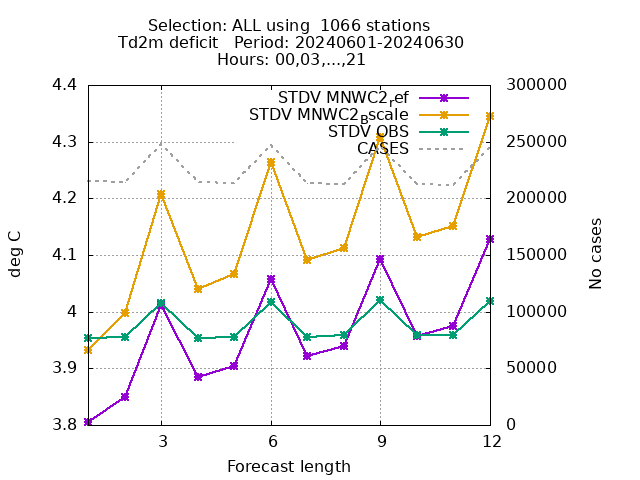 Selection: ALL using  1066 stations
Td2m deficit   Period: 20240601-20240630
Hours: 00,03,...,21
4.4
4.3
4.2
4.1
4
3.9
3.8
300000
250000
200000
150000
100000
50000
0
STDV MNWC2ref
STDV MNWC2Bscale
STDV OBS
CASES
deg C
No cases
3
6
9
12
Forecast length